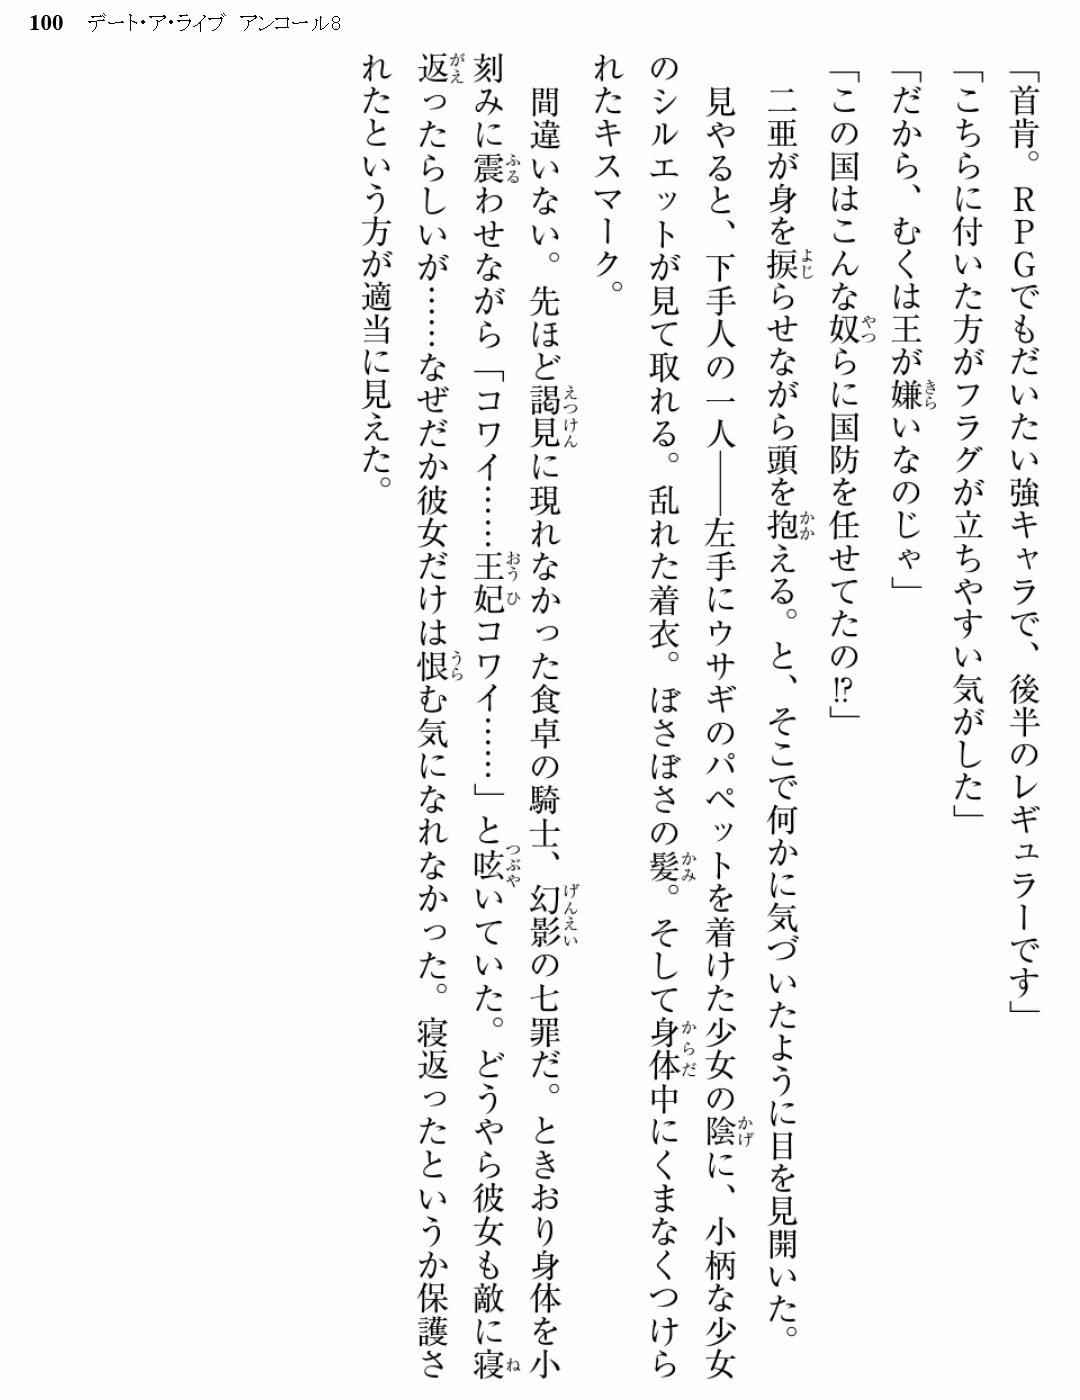 100 デート・ア・ライブ アンコール8
「首肯。ＲＰＧでもだいたい強キャラで、後半のレギュラーです」
「こちらに付いた方がフラグが立ちやすい気がした」
「だから、むくは王が嫌いなのじゃ」
「この国はこんな奴らに国防を任せてたの!?」
二亜が身を捩らせながら頭を抱える。と、そこで何かに気づいたように目を見開いた。
見やると、下手人の一人――左手にウサギのパペットを着けた少女の陰に、小柄な少女
のシルエットが見て取れる。乱れた着衣。ぼさぼさの髪。そして身体中にくまなくつけら
れたキスマーク。
間違いない。先ほど謁見に現れなかった食卓の騎士、幻影の七罪だ。ときおり身体を小
刻みに震わせながら「コワイ……王妃コワイ……」と呟いていた。どうやら彼女も敵に寝
返ったらしいが……なぜだか彼女だけは恨む気になれなかった。寝返ったというか保護さ
れたという方が適当に見えた。